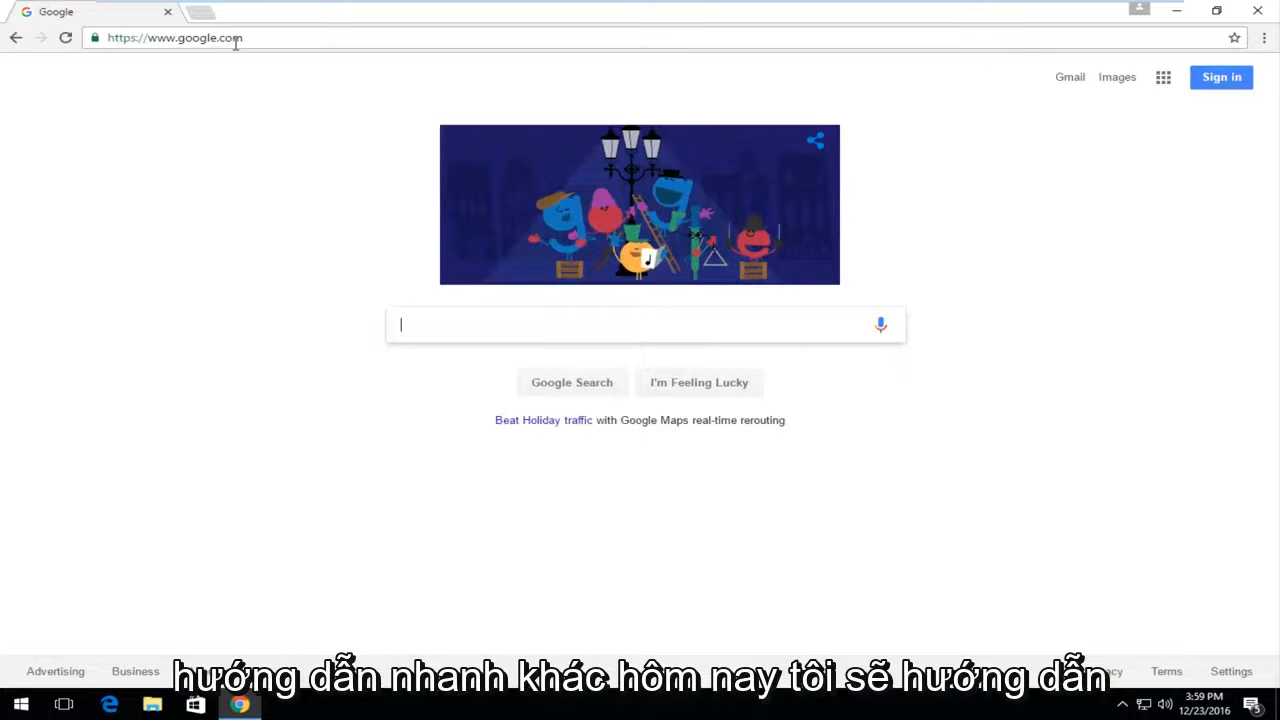 Google
https://www.google.com
Gmail Images Sign in
Google Search I'm Feeling Lucky
Beat Holiday traffic with Google Maps real-time rerouting
Advertising Business Terms Settings
hướng dẫn nhanh khác hôm nay tôi sẽ hướng dẫn
3:59 PM
12/23/2016
5